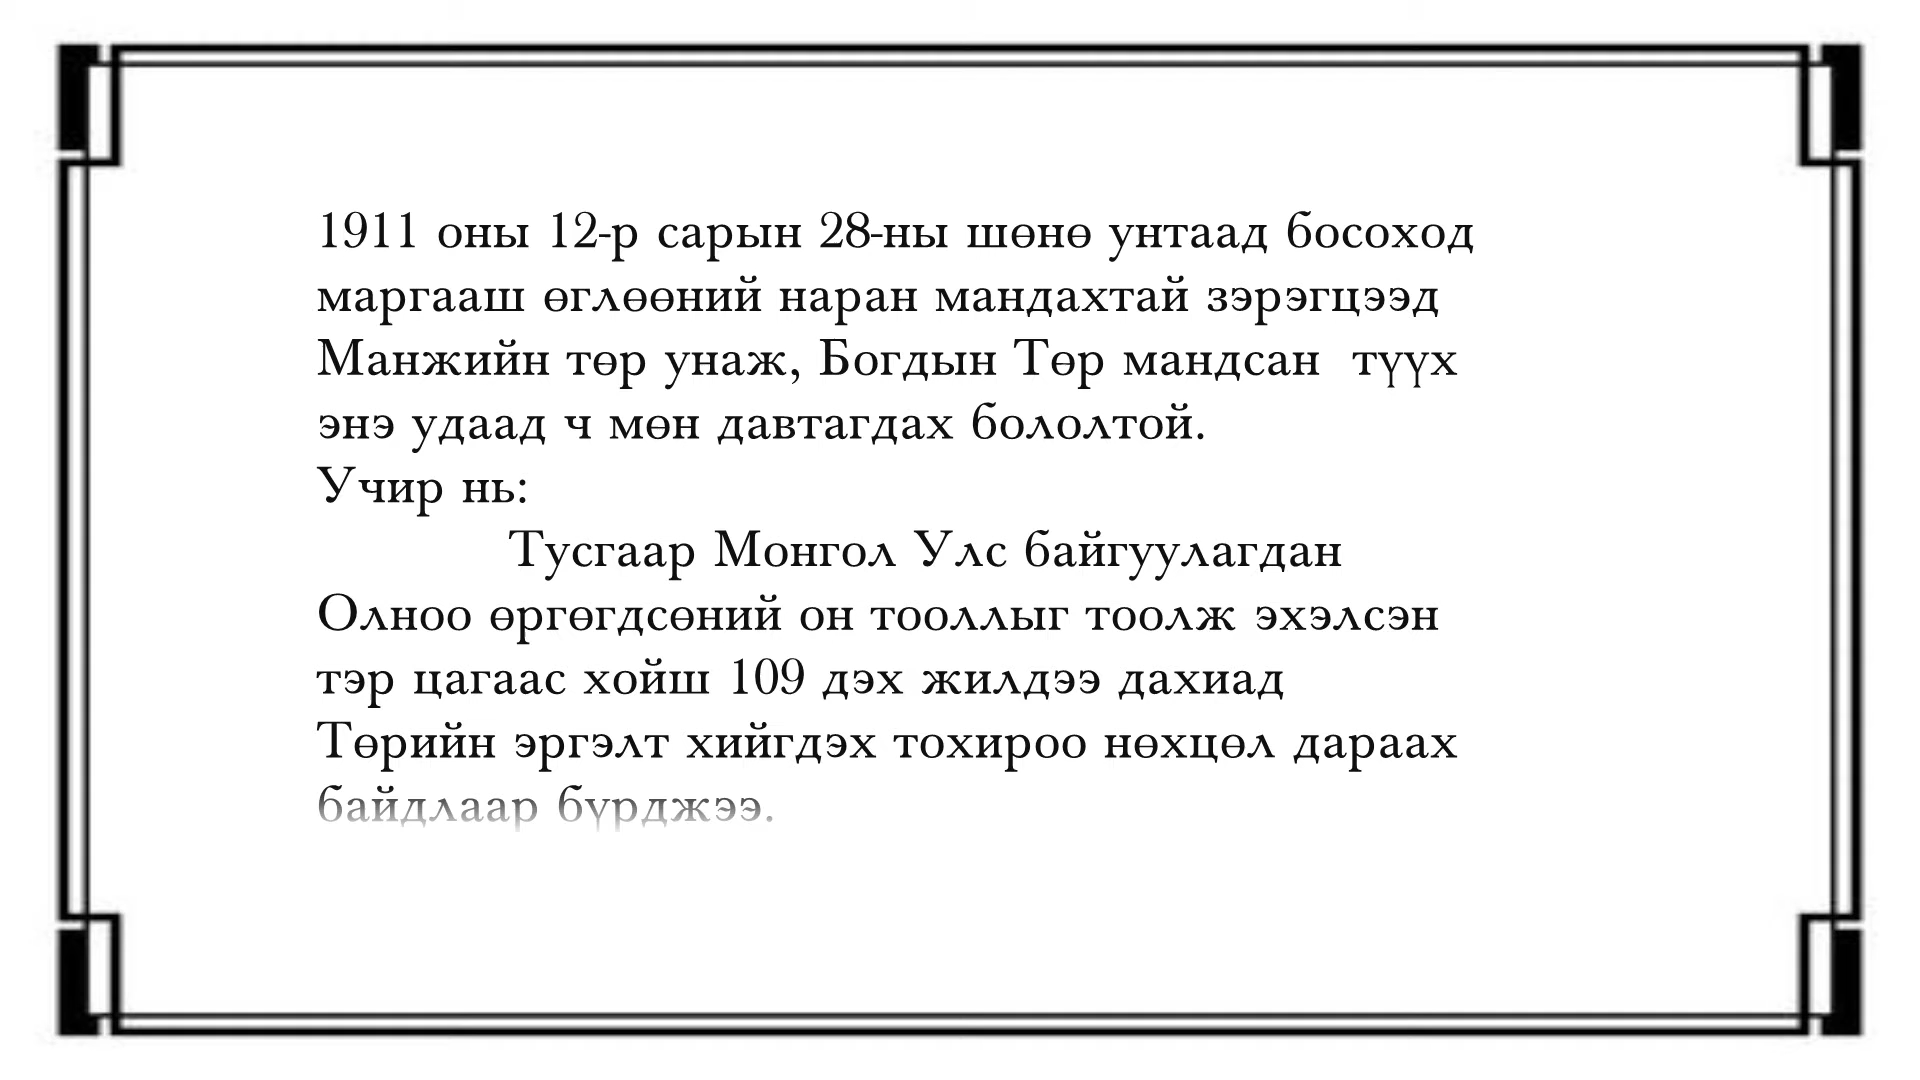 1911 оны 12-р сарын 28-ны шөнө унтаад босоход
маргааш өглөөний наран мандахтай зэрэгцээд
Манжийн төр унаж, Богдын Төр мандсан  түүх
энэ удаад ч мөн давтагдах бололтой.
Учир нь:
Тусгаар Монгол Улс байгуулагдан
Олноо өргөгдсөний он тооллыг тоолж эхэлсэн
тэр цагаас хойш 109 дэх жилдээ дахиад
Төрийн эргэлт хийгдэх тохироо нөхцөл дараах
байдлаар бүрджээ.